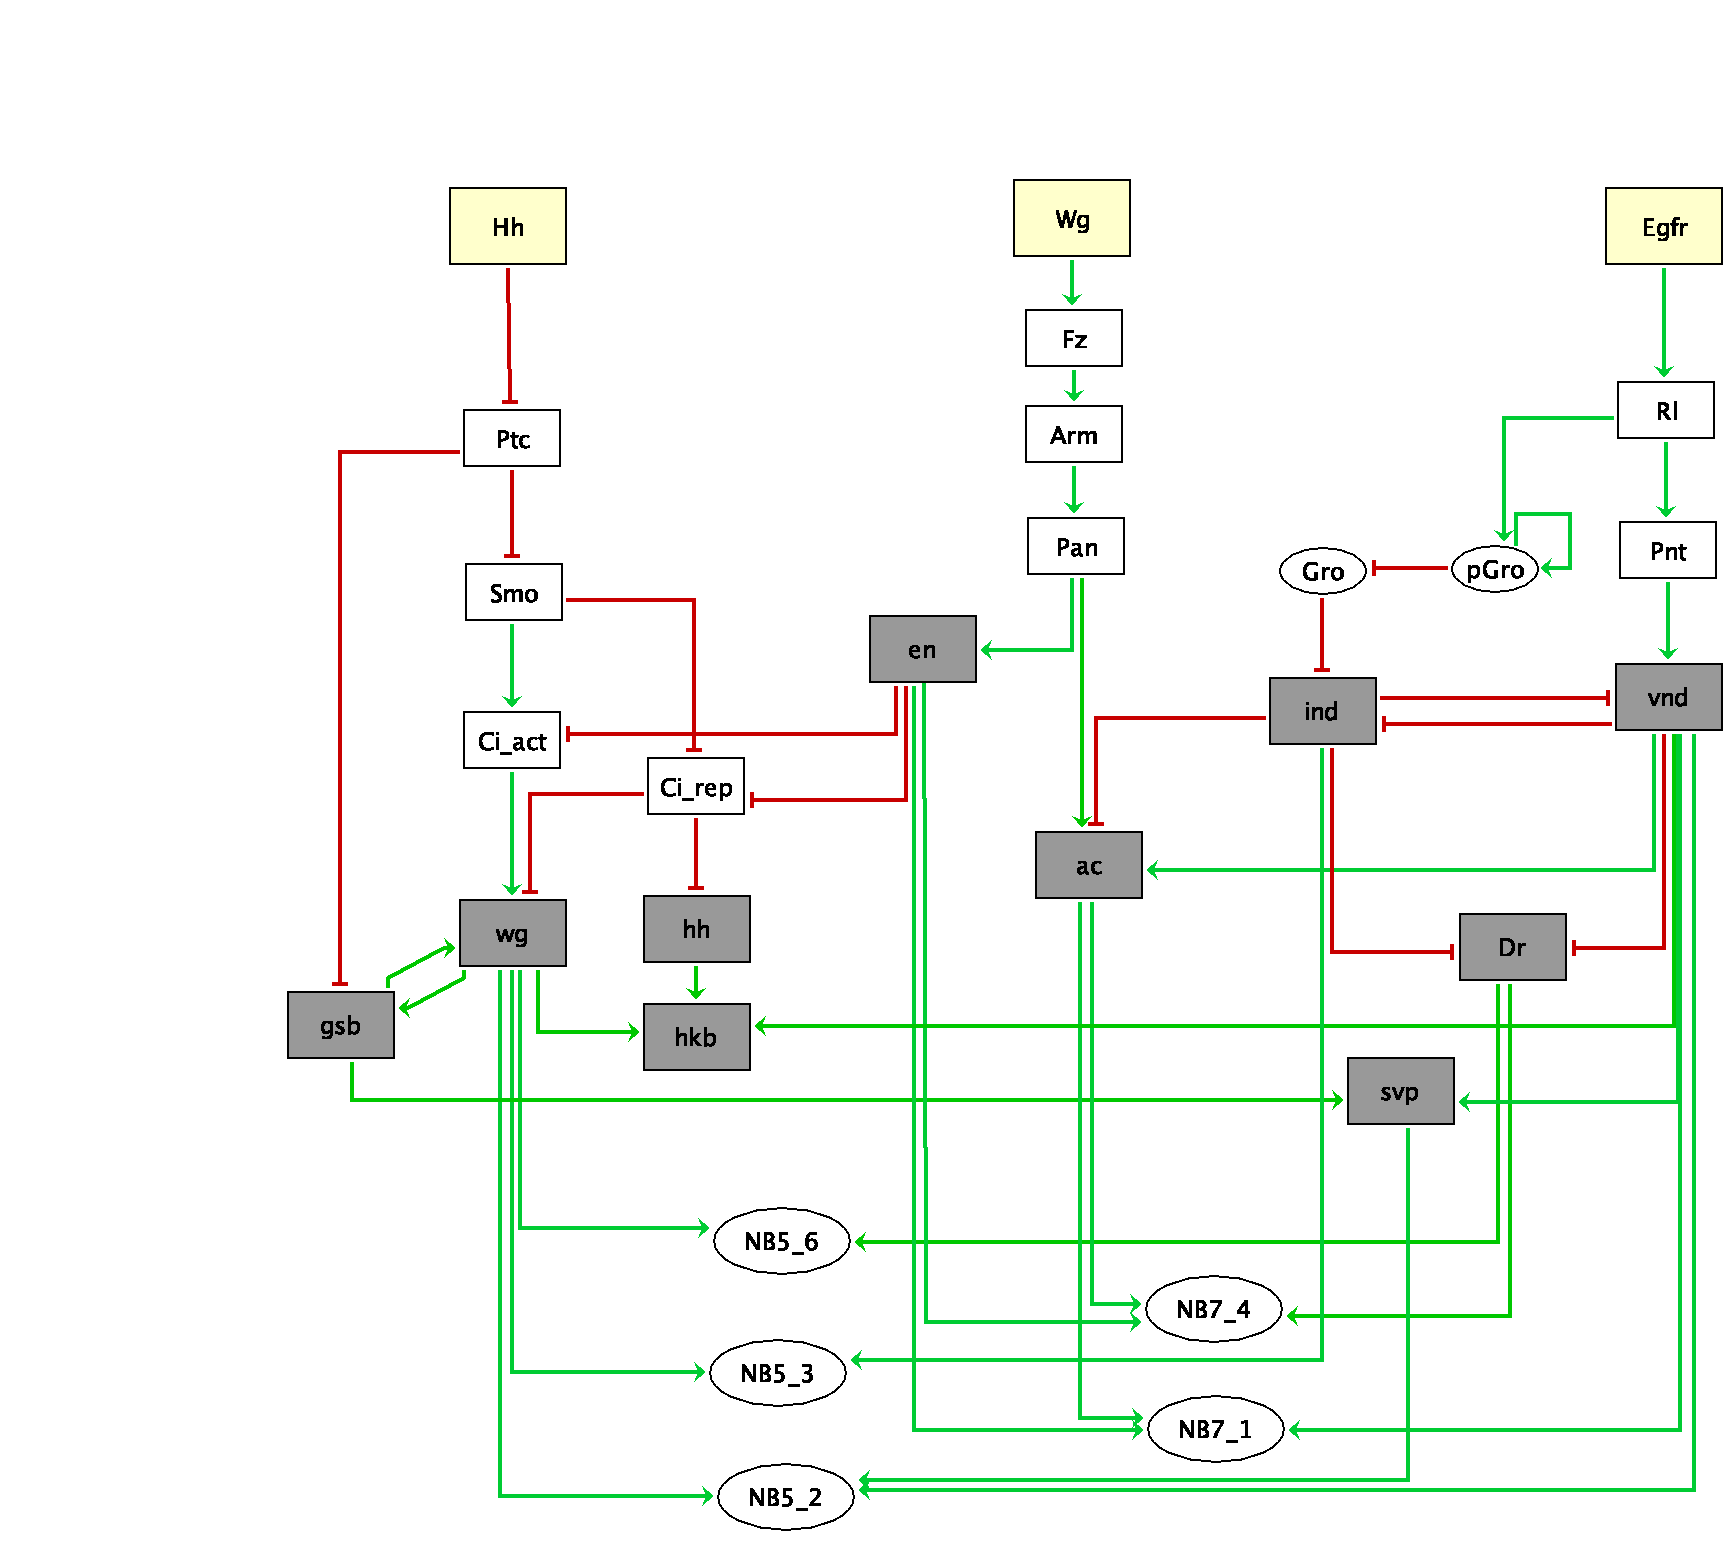 Hh
Wg
Egfr
Fz
Rl
Ptc
Arm
Pan
Pnt
Gro
pGro
Smo
en
ind
vnd
Ci_act
Ci_rep
ac
wg
hh
Dr
gsb
hkb
svp
NB5_6
NB7_4
NB5_3
NB7_1
NB5_2